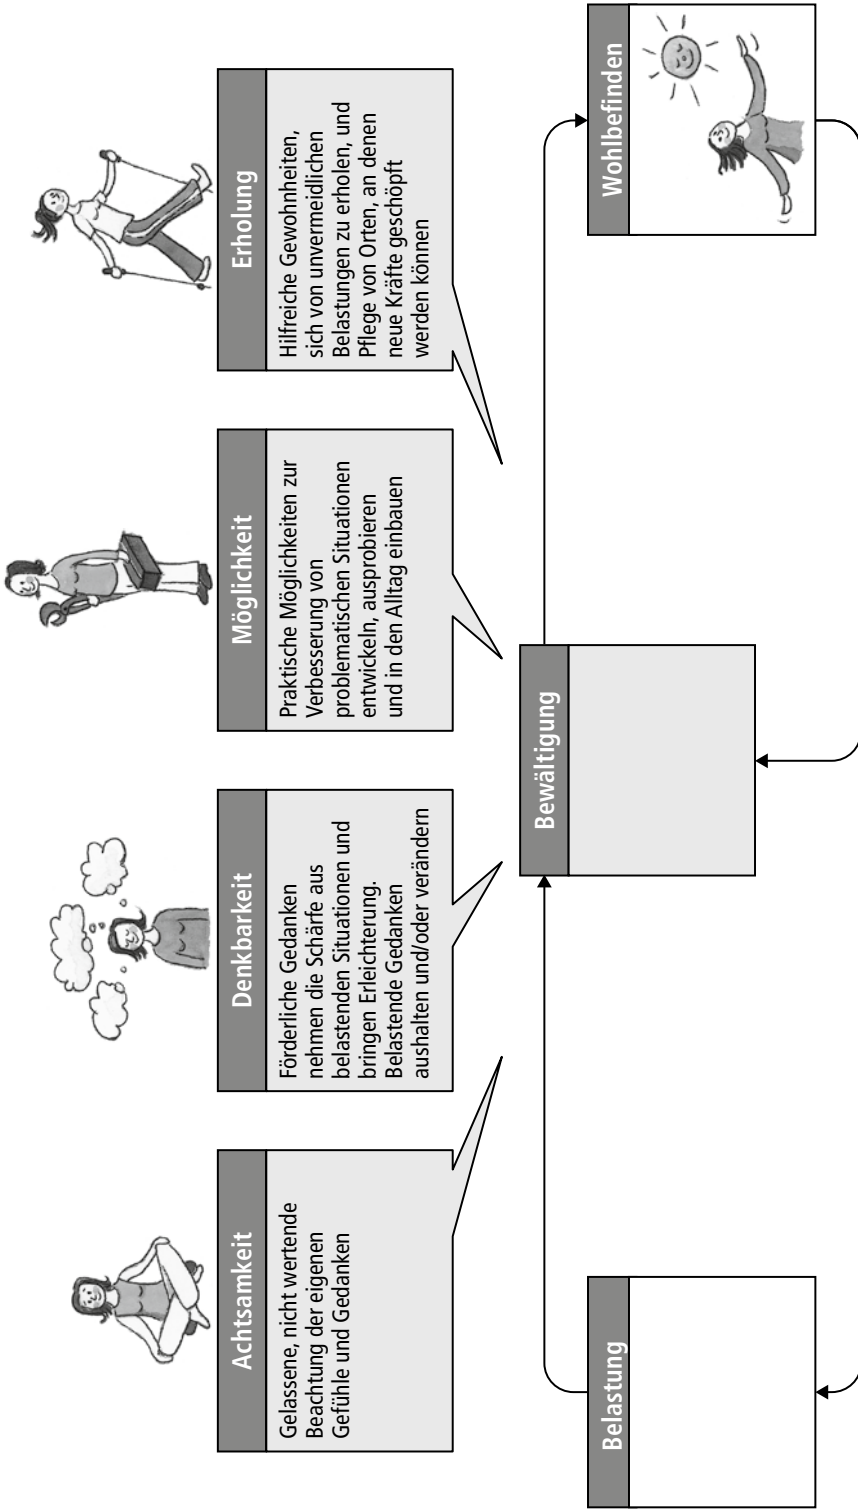 Achtsamkeit
Gelassene, nicht wertende
Beachtung der eigenen
Gefühle und Gedanken
Denkbarkeit
Förderliche Gedanken
nehmen die Schärfe aus
belastenden Situationen und
bringen Erleichterung.
Belastende Gedanken
aushalten und/oder verändern
Möglichkeit
Praktische Möglichkeiten zur
Verbesserung von
problematischen Situationen
entwickeln, ausprobieren
und in den Alltag einbauen
Erholung
Hilfreiche Gewohnheiten,
sich von unvermeidlichen
Belastungen zu erholen, und
Pflege von Orten, an denen
neue Kräfte geschöpft
werden können
Belastung
Bewältigung
Wohlbefinden